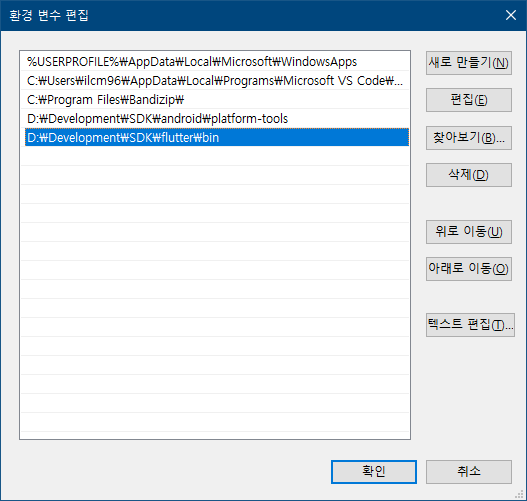 환경 변수 편집
%USERPROFILE%₩AppData₩Local₩Microsoft₩WindowsApps
C:₩Users₩ilcm96₩AppData₩Local₩Programs₩Microsoft VS Code₩...
C:₩Program Files₩Bandizip₩
D:₩Development₩SDK₩android₩platform-tools
D:₩Development₩SDK₩flutter₩bin
새로 만들기(N)
편집(E)
찾아보기(B)...
삭제(D)
위로 이동(U)
아래로 이동(O)
텍스트 편집(T)...
확인
취소